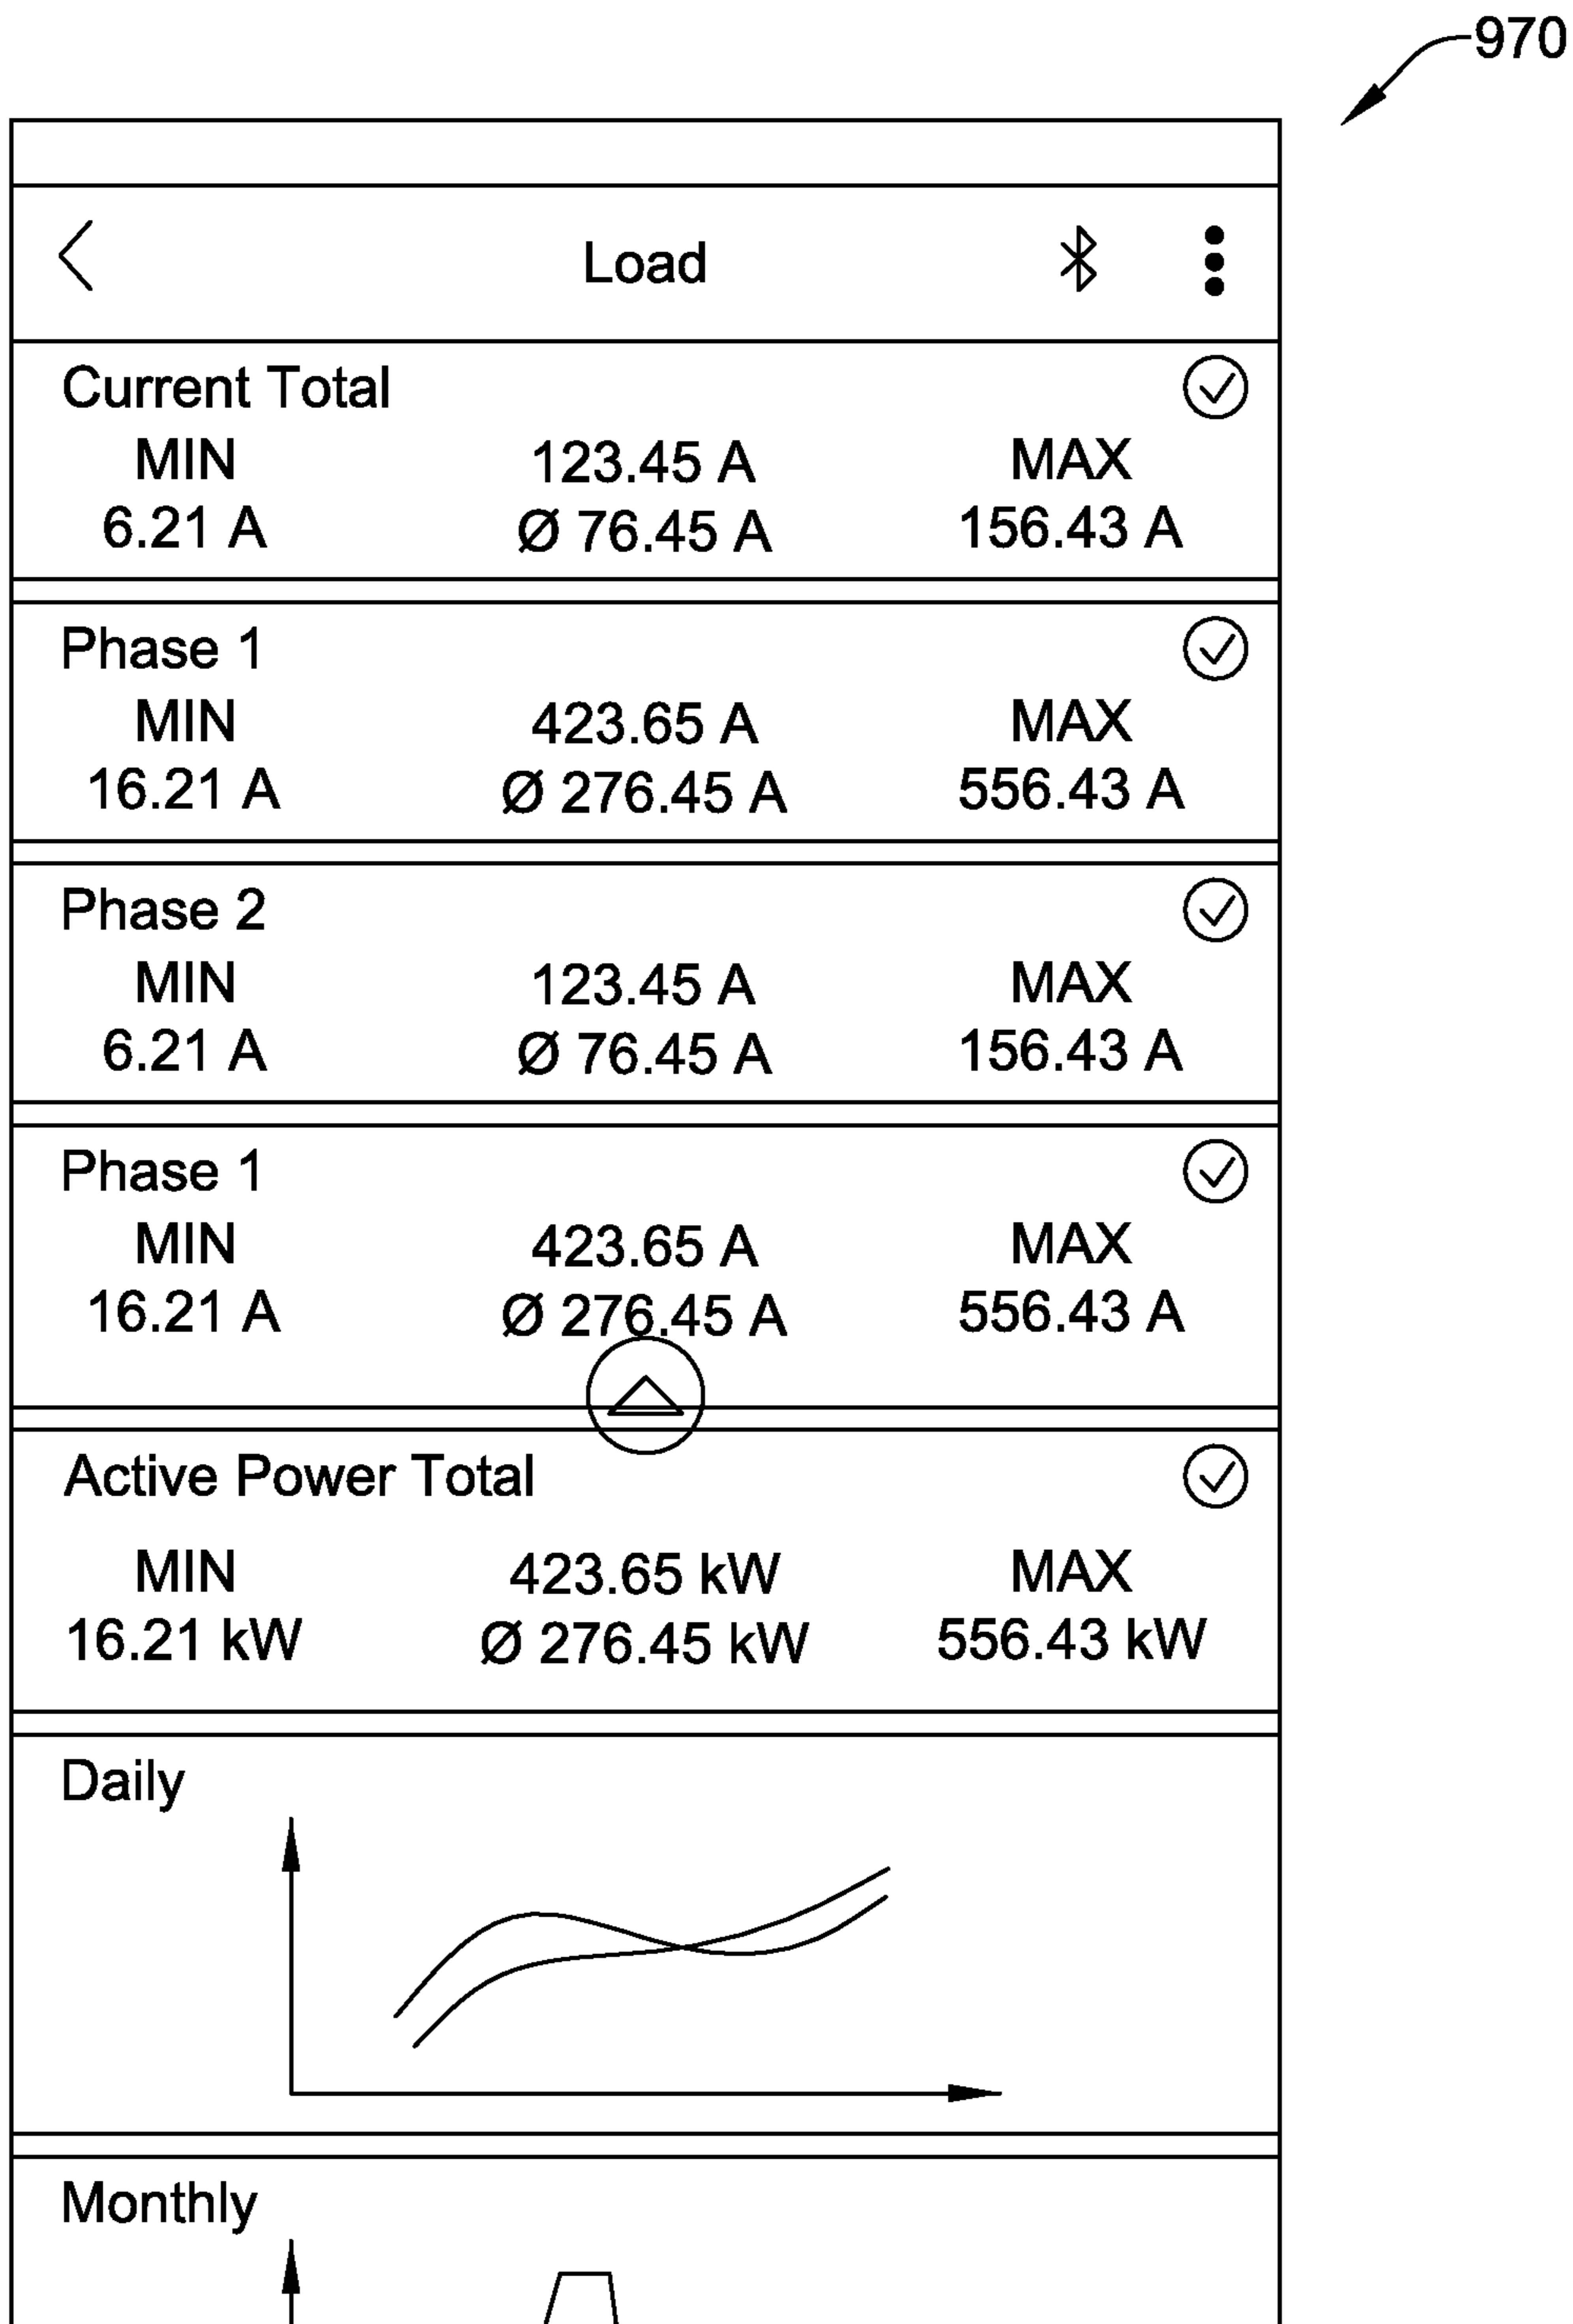 970
Load
Current Total
MIN 123.45 A MAX
6.21 A Ø 76.45 A 156.43 A
Phase 1
MIN 423.65 A MAX
16.21 A Ø 276.45 A 556.43 A
Phase 2
MIN 123.45 A MAX
6.21 A Ø 76.45 A 156.43 A
Phase 1
MIN 423.65 A MAX
16.21 A Ø 276.45 A 556.43 A
Active Power Total
MIN 423.65 kW MAX
16.21 kW Ø 276.45 kW 556.43 kW
Daily
Monthly